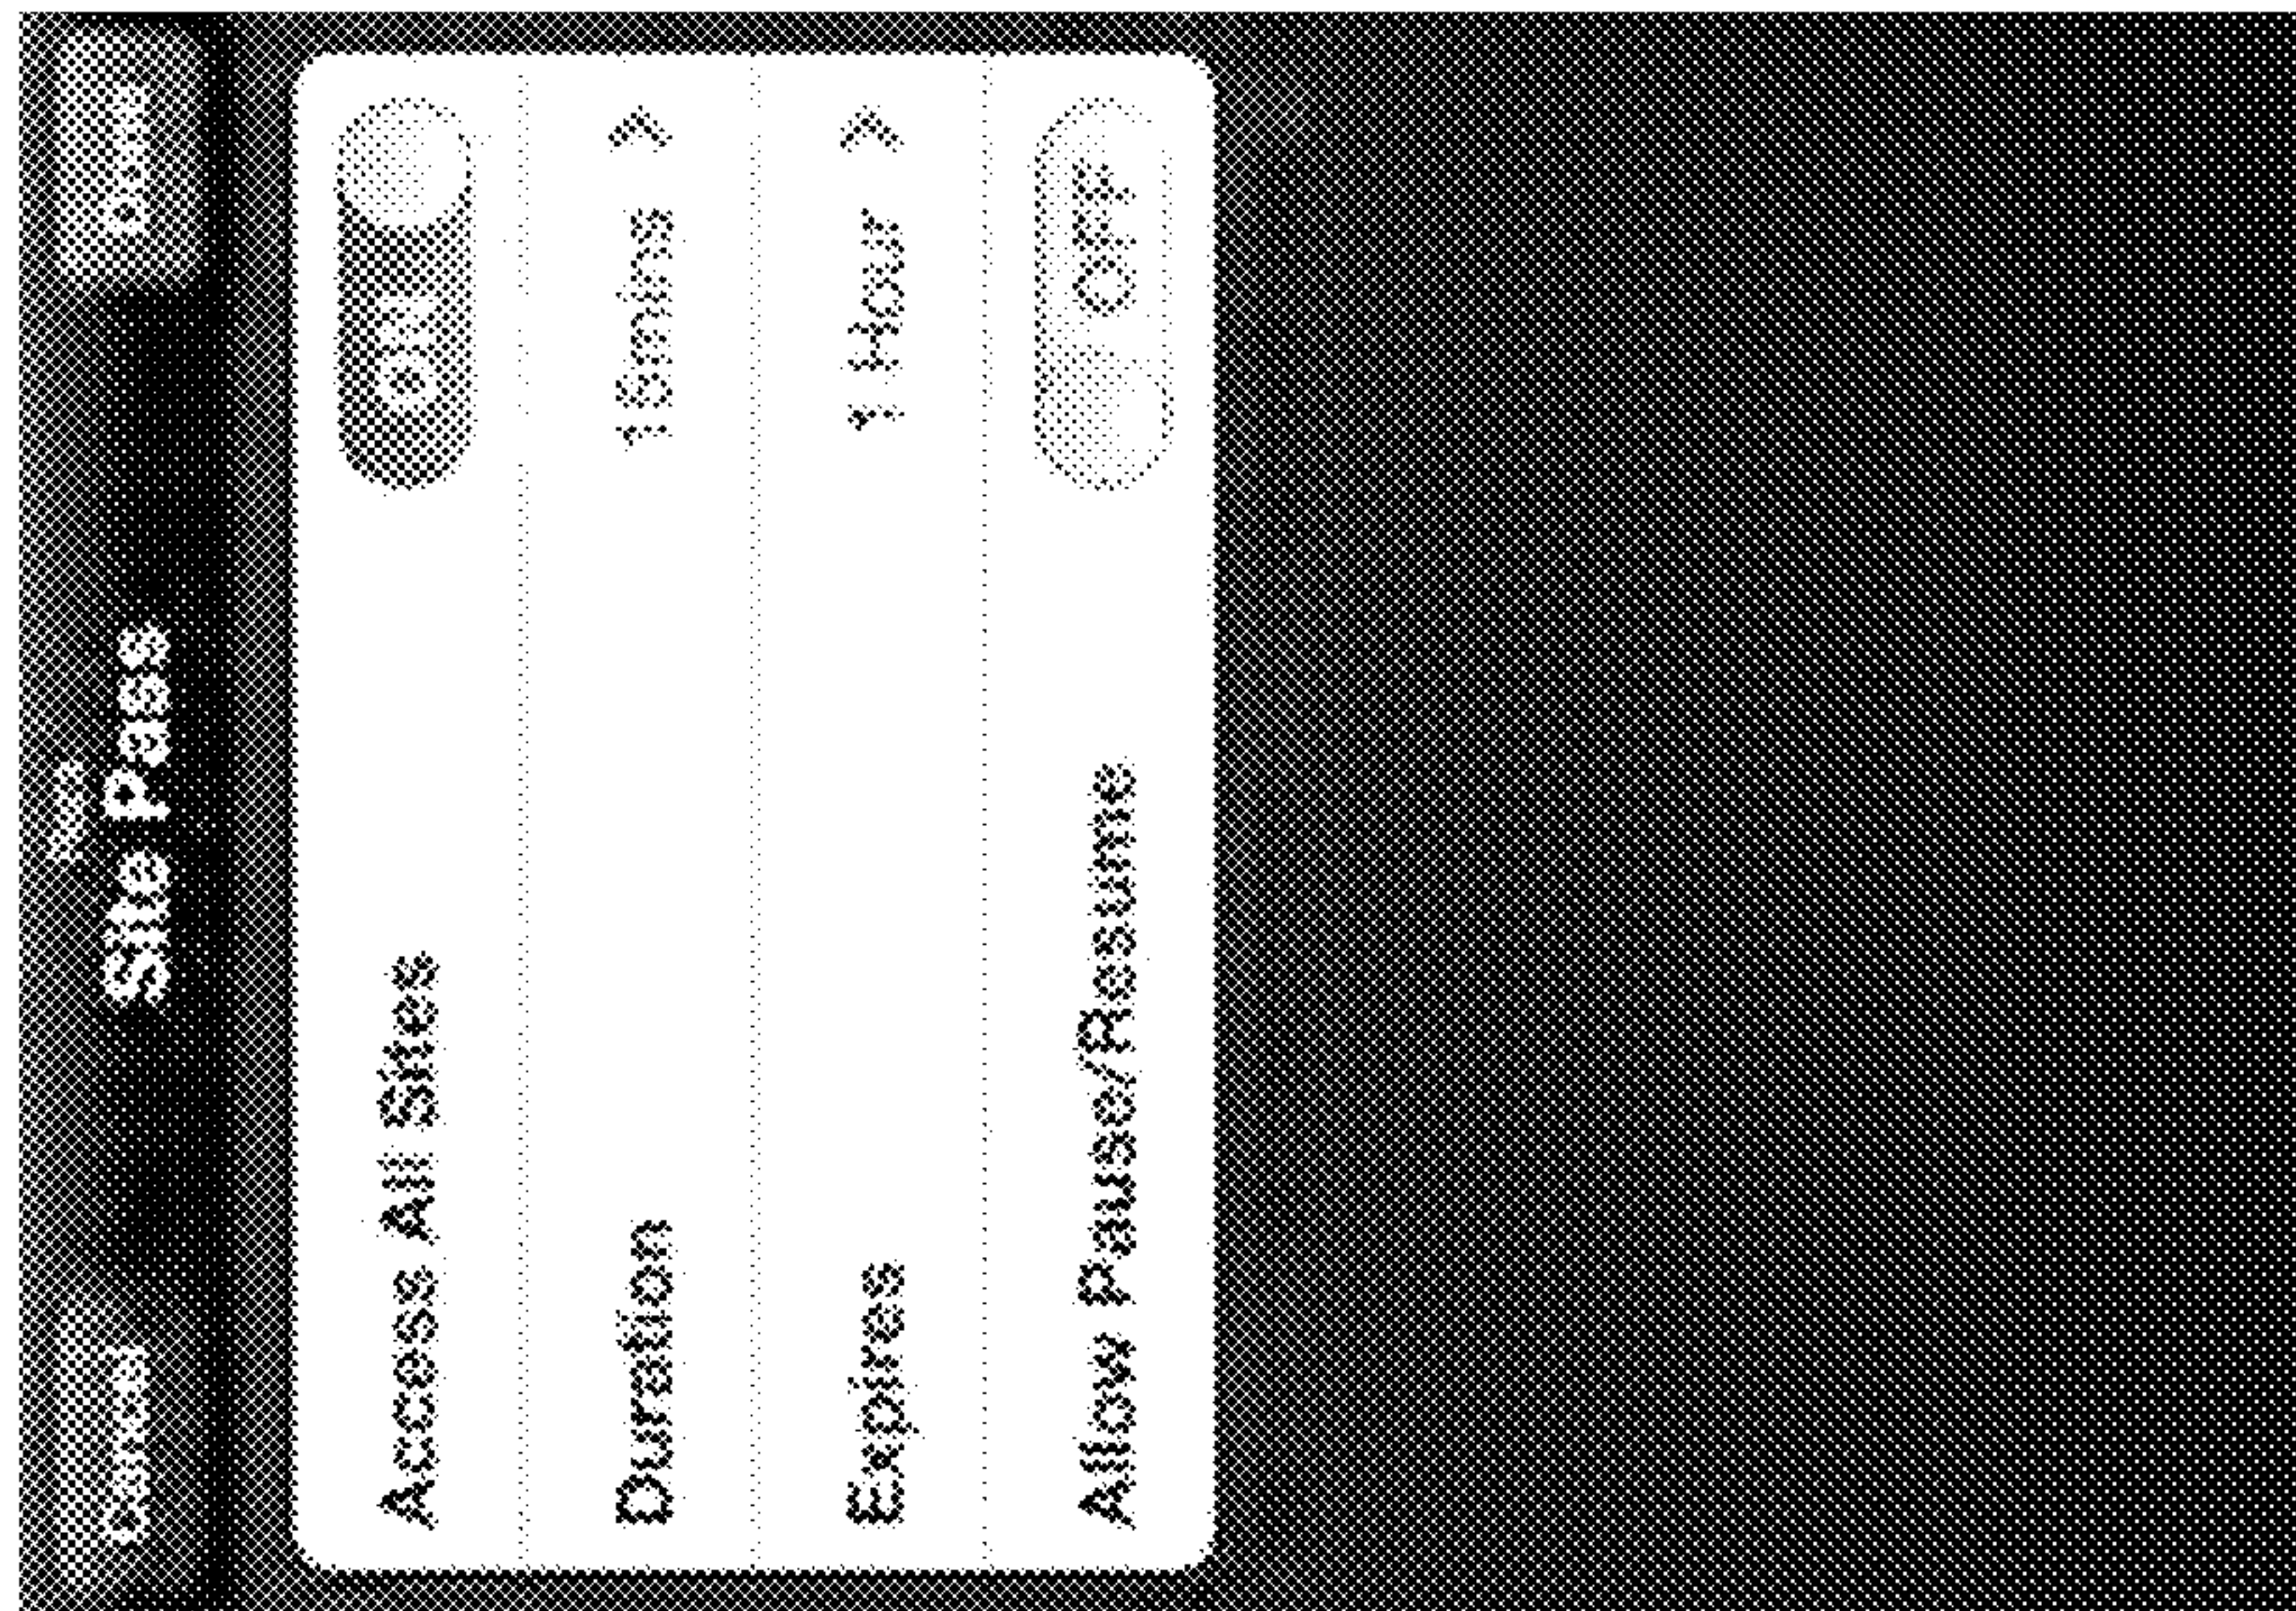 Cancel
Site Pass
Access All Sites ON
Duration 15mins
Expires 1 Hour
Allow Pause/Resume OFF